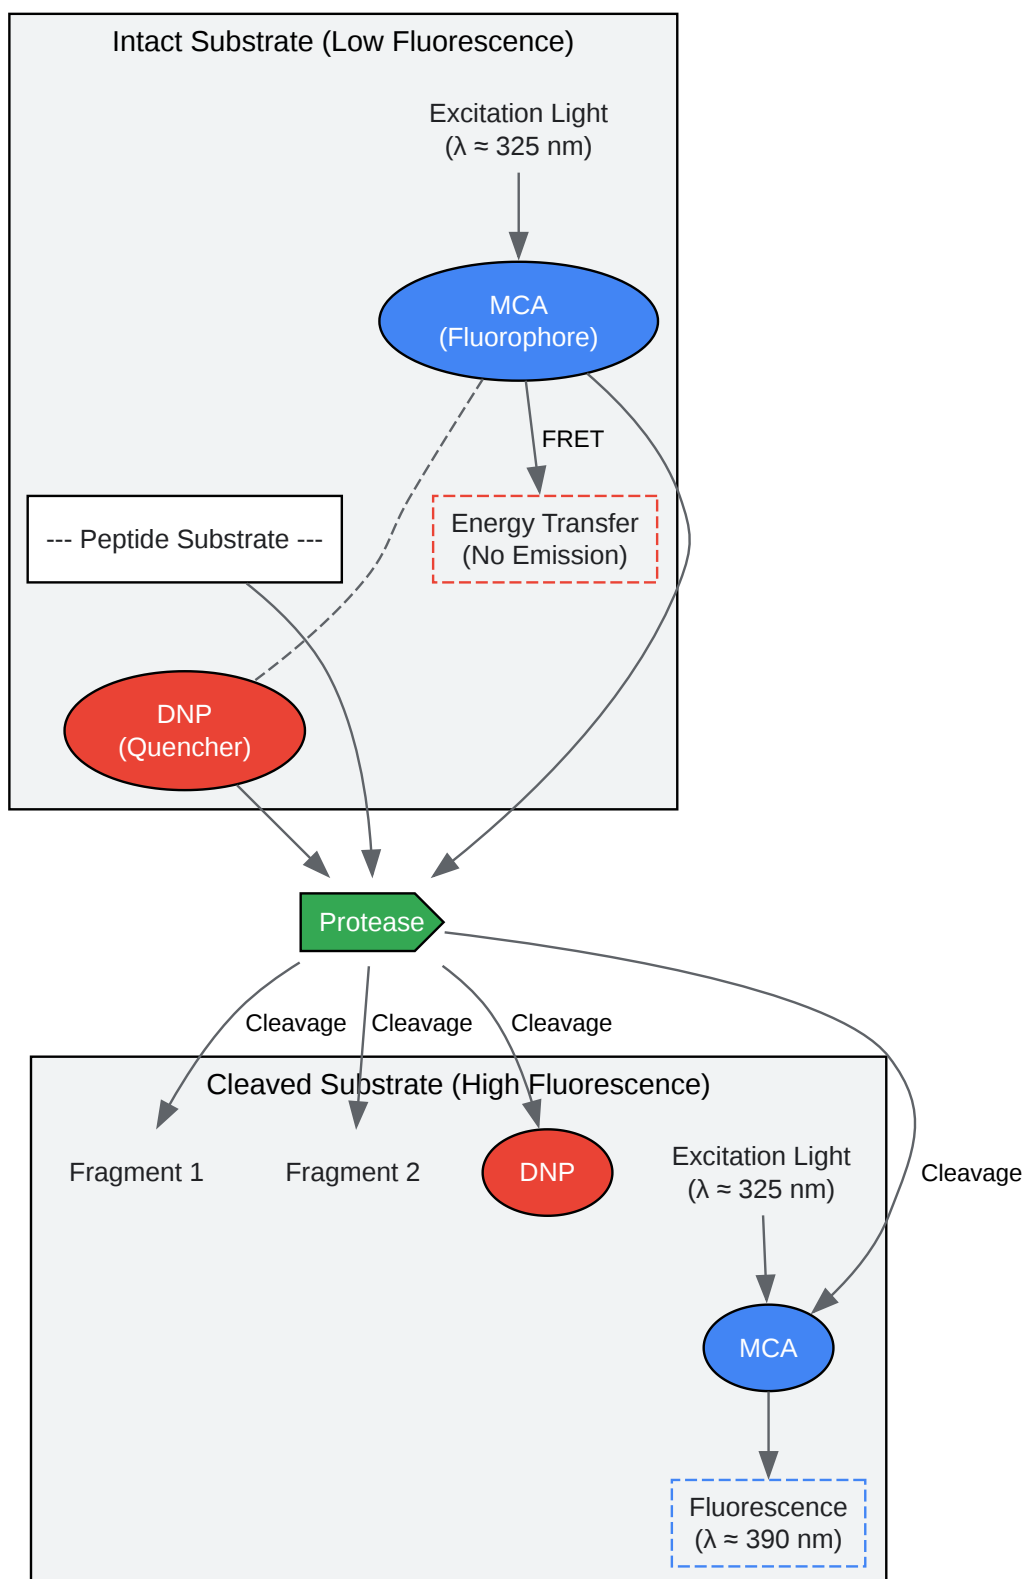 Intact Substrate (Low Fluorescence)
Excitation Light
(λ ≈ 325 nm)
MCA
(Fluorophore)
FRET
--- Peptide Substrate ---
Energy Transfer
(No Emission)
DNP
(Quencher)
Protease
Cleavage
Cleavage
Cleavage
Cleaved Substrate (High Fluorescence)
Fragment 1
Fragment 2
DNP
Excitation Light
(λ ≈ 325 nm)
Cleavage
MCA
Fluorescence
(λ ≈ 390 nm)